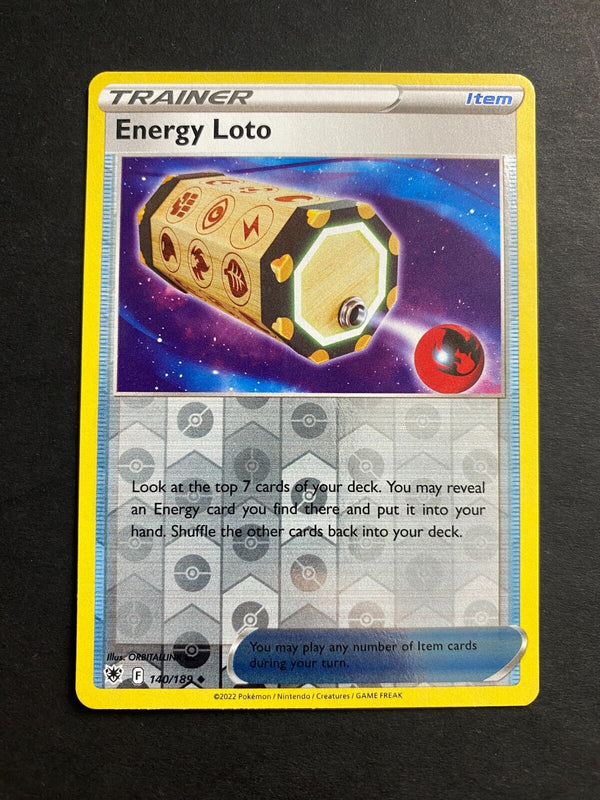 TRAINER Item
Energy Loto
Look at the top 7 cards of your deck. You may reveal
an Energy card you find there and put it into your
hand. Shuffle the other cards back into your deck.
Illus. ORBITALLINK
You may play any number of Item cards
during your turn.
F 140/189 ◆
©2022 Pokémon / Nintendo / Creatures / GAME FREAK